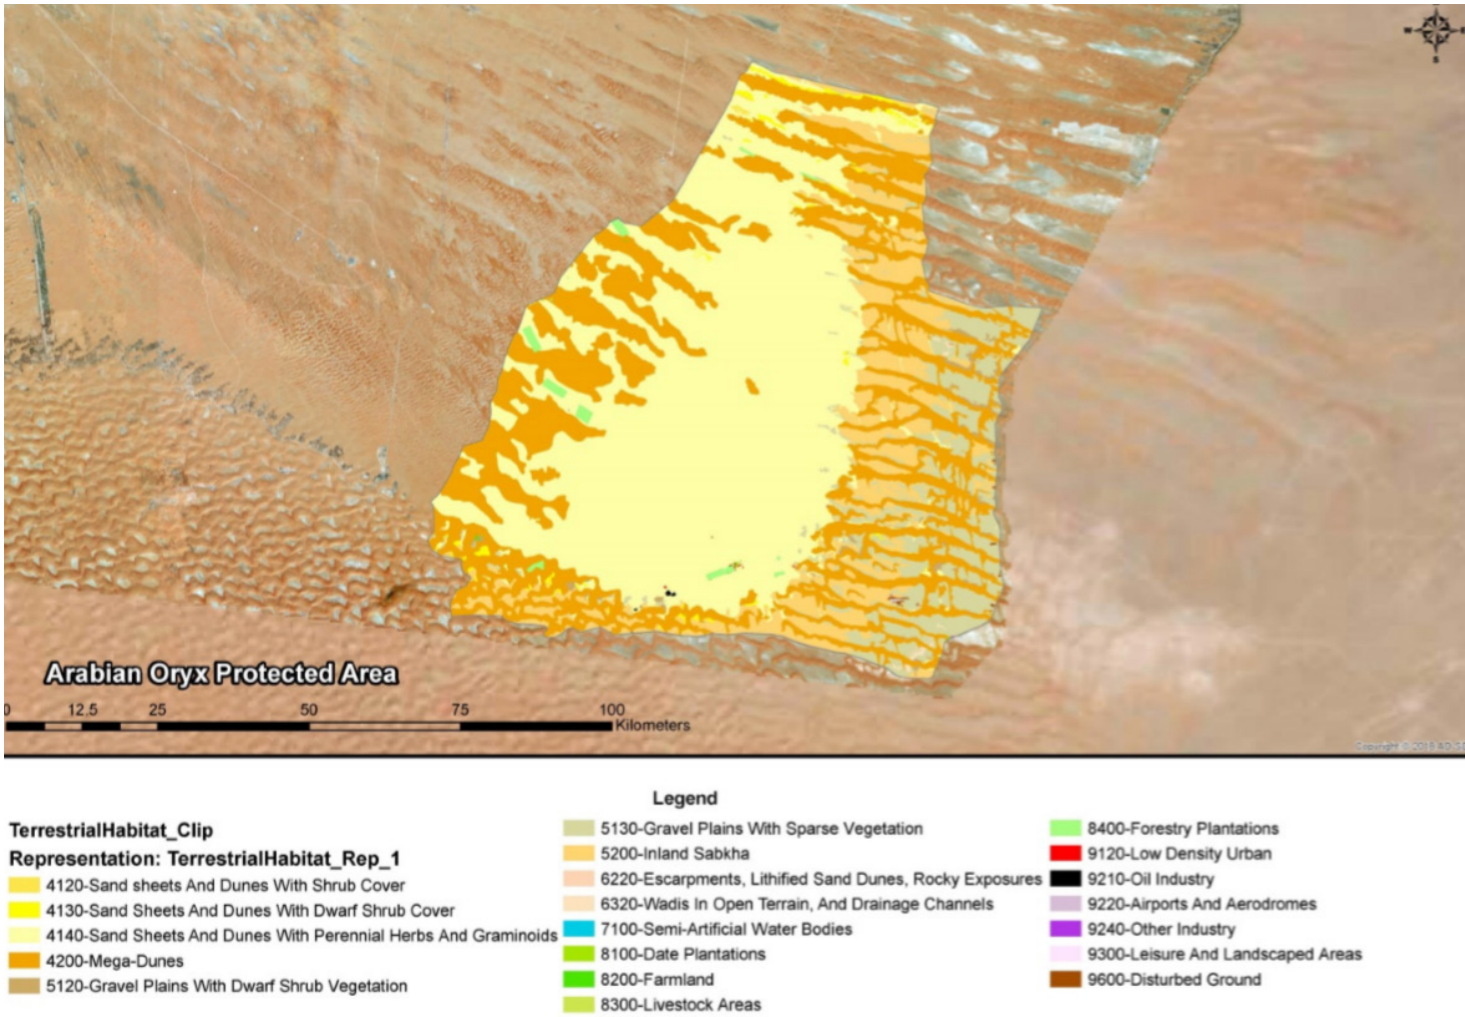 S
Arabian Oryx Protected Area
0 12.5 25 50 75 100
Kilometers
Legend
TerrestrialHabitat_Clip
Representation: TerrestrialHabitat_Rep_1
4120-Sand sheets And Dunes With Shrub Cover
4130-Sand Sheets And Dunes With Dwarf Shrub Cover
4140-Sand Sheets And Dunes With Perennial Herbs And Graminoids
4200-Mega-Dunes
5120-Gravel Plains With Dwarf Shrub Vegetation
5130-Gravel Plains With Sparse Vegetation
5200-Inland Sabkha
6220-Escarpments, Lithified Sand Dunes, Rocky Exposures
6320-Wadis In Open Terrain, And Drainage Channels
7100-Semi-Artificial Water Bodies
8100-Date Plantations
8200-Farmland
8300-Livestock Areas
8400-Forestry Plantations
9120-Low Density Urban
9210-Oil Industry
9220-Airports And Aerodromes
9240-Other Industry
9300-Leisure And Landscaped Areas
9600-Disturbed Ground